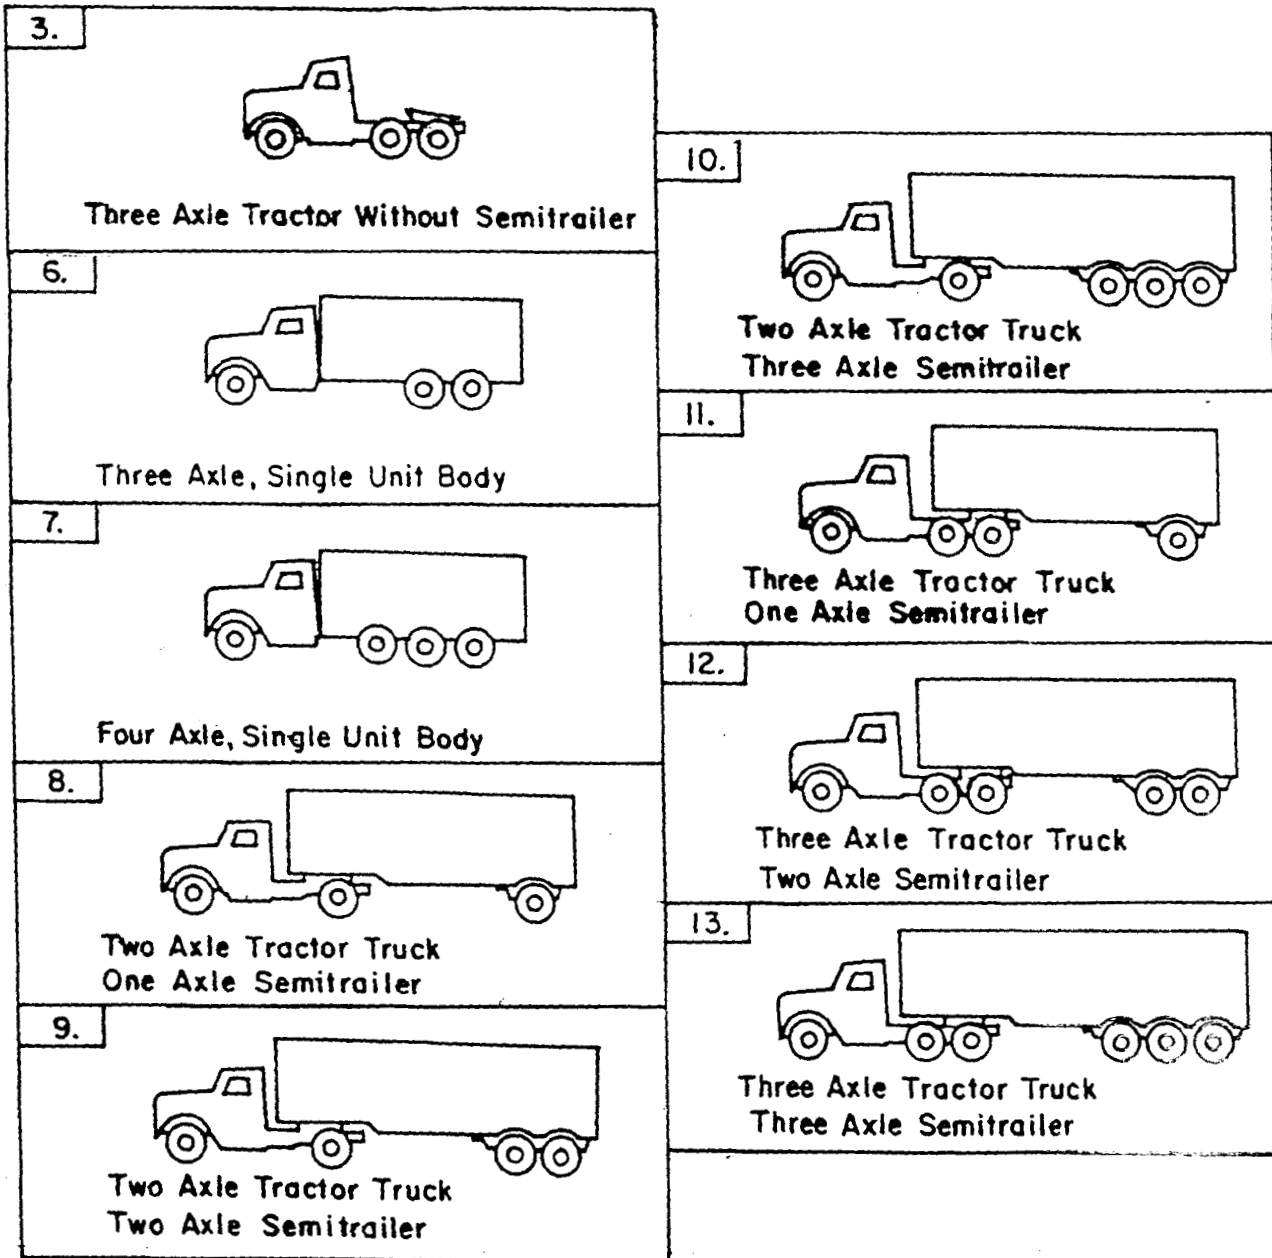 3.
Three Axle Tractor Without Semitrailer
6.
Three Axle, Single Unit Body
7.
Four Axle, Single Unit Body
8.
Two Axle Tractor Truck
One Axle Semitrailer
9.
Two Axle Tractor Truck
Two Axle Semitrailer
10.
Two Axle Tractor Truck
Three Axle Semitrailer
11.
Three Axle Tractor Truck
One Axle Semitrailer
12.
Three Axle Tractor Truck
Two Axle Semitrailer
13.
Three Axle Tractor Truck
Three Axle Semitrailer